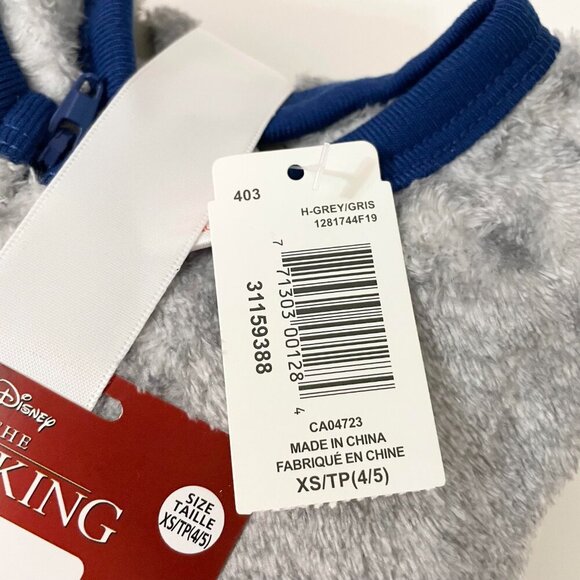 403
H-GREY/GRIS
1281744F19
7 71303 00128 4
31159388
CA04723
MADE IN CHINA
FABRIQUÉ EN CHINE
XS/TP(4/5)
Disney
THE
KING
SIZE
TAILLE
XS/TP(4/5)